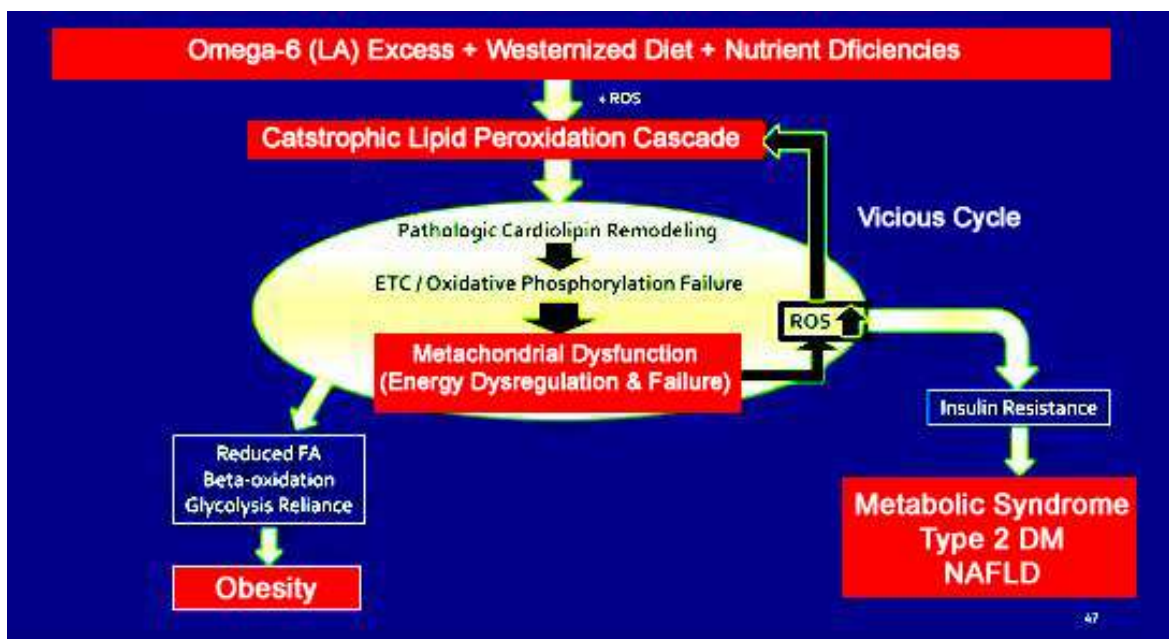 Omega-6 (LA) Excess + Westernized Diet + Nutrient Dficiencies
+ ROS
Catstrophic Lipid Peroxidation Cascade
Vicious Cycle
Pathologic Cardiolipin Remodeling
ETC / Oxidative Phosphorylation Failure
ROS
Metachondrial Dysfunction
(Energy Dysregulation & Failure)
Insulin Resistance
Reduced FA
Beta-oxidation
Glycolysis Reliance
Metabolic Syndrome
Type 2 DM
NAFLD
Obesity
47